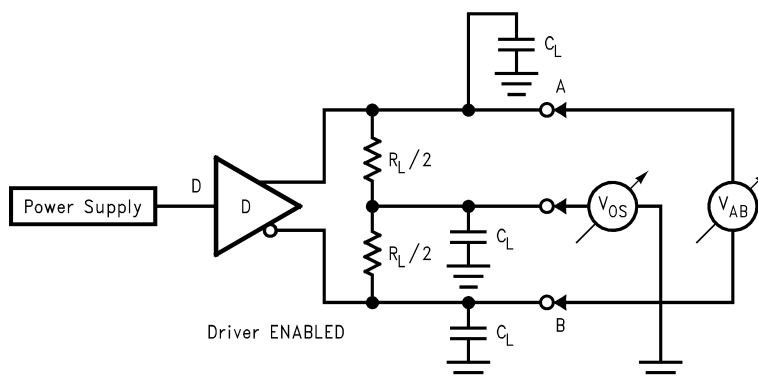 C_L
A
R_L/2
D
Power Supply
D
V_OS
V_AB
C_L
R_L/2
B
Driver ENABLED
C_L